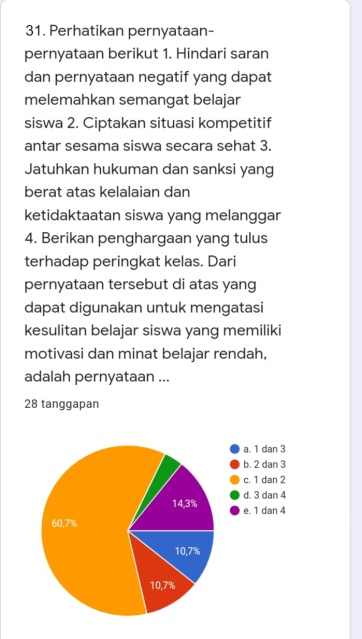 31. Perhatikan pernyataan-
pernyataan berikut 1. Hindari saran
dan pernyataan negatif yang dapat
melemahkan semangat belajar
siswa 2. Ciptakan situasi kompetitif
antar sesama siswa secara sehat 3.
Jatuhkan hukuman dan sanksi yang
berat atas kelalaian dan
ketidaktaatan siswa yang melanggar
4. Berikan penghargaan yang tulus
terhadap peringkat kelas. Dari
pernyataan tersebut di atas yang
dapat digunakan untuk mengatasi
kesulitan belajar siswa yang memiliki
motivasi dan minat belajar rendah,
adalah pernyataan ...
28 tanggapan
a. 1 dan 3
b. 2 dan 3
c. 1 dan 2
d. 3 dan 4
e. 1 dan 4
14,3%
60,7%
10,7%
10,7%